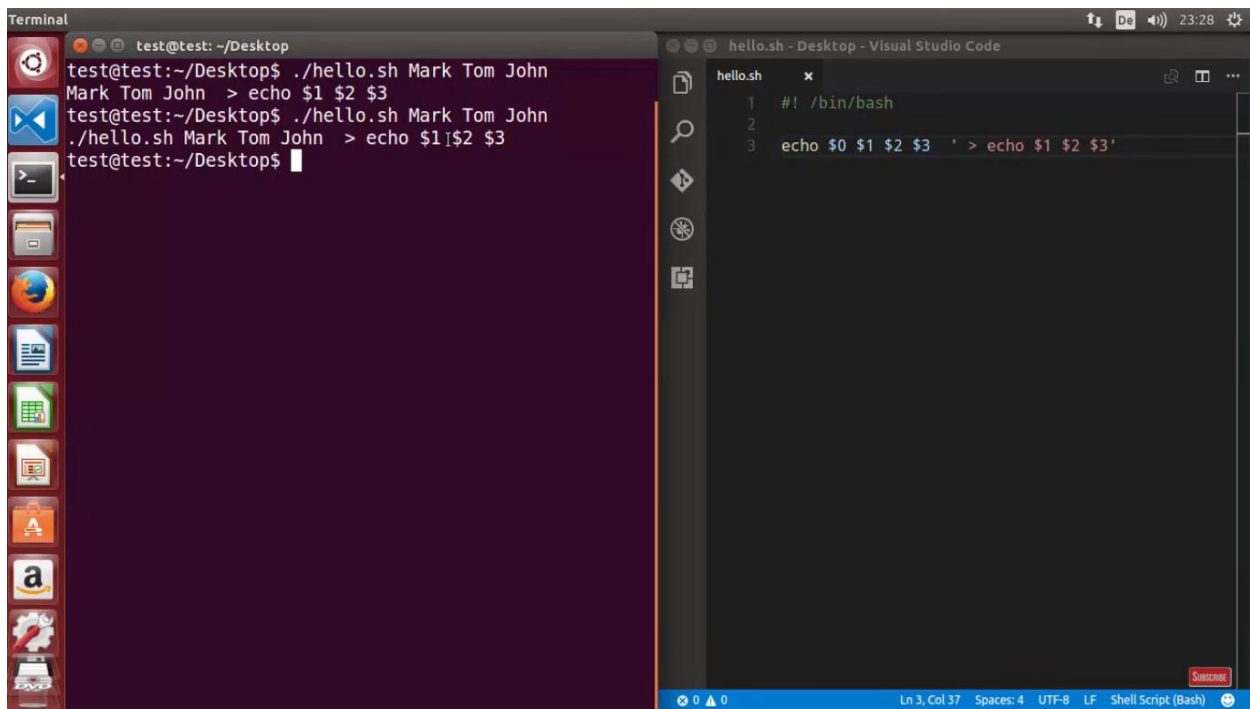 Terminal
De 23:28
test@test: ~/Desktop
test@test:~/Desktop$ ./hello.sh Mark Tom John
Mark Tom John  > echo $1 $2 $3
test@test:~/Desktop$ ./hello.sh Mark Tom John
./hello.sh Mark Tom John  > echo $1 $2 $3
test@test:~/Desktop$
hello.sh - Desktop - Visual Studio Code
hello.sh
1 #! /bin/bash
2
3 echo $0 $1 $2 $3  ' > echo $1 $2 $3'
SUBSCRIBE
0 0
Ln 3, Col 37 Spaces: 4 UTF-8 LF Shell Script (Bash)
a
DVD